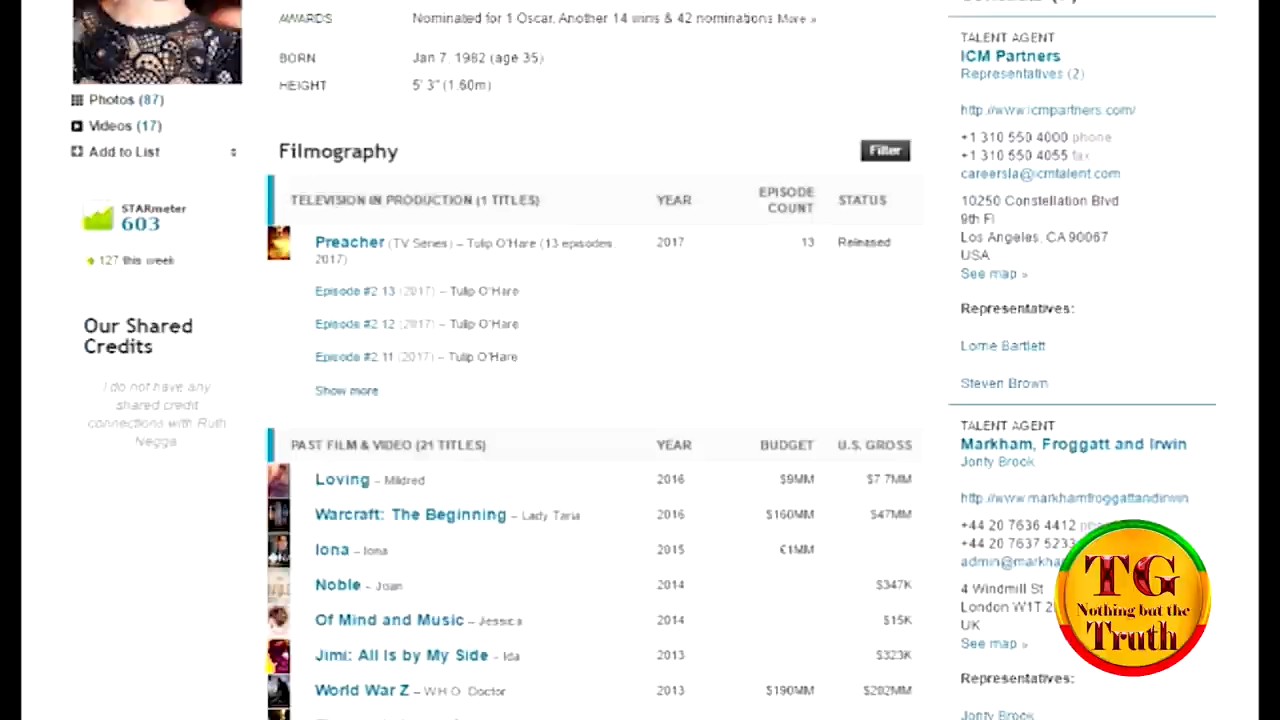 AWARDS Nominated for 1 Oscar. Another 14 wins & 42 nominations More »
BORN Jan 7, 1982 (age 35)
HEIGHT 5' 3" (1.60m)
Photos (87)
Videos (17)
Add to List
STARmeter
603
127 this week
Our Shared
Credits
I do not have any
shared credit
connections with Ruth
Negga
Filmography
Filter
TELEVISION IN PRODUCTION (1 TITLES) YEAR EPISODE COUNT STATUS
Preacher (TV Series) – Tulip O'Hare (13 episodes, 2017 13 Released
2017)
Episode #2.13 (2017) – Tulip O'Hare
Episode #2.12 (2017) – Tulip O'Hare
Episode #2.11 (2017) – Tulip O'Hare
Show more
PAST FILM & VIDEO (21 TITLES) YEAR BUDGET U.S. GROSS
Loving – Mildred 2016 $9MM $7.7MM
Warcraft: The Beginning – Lady Taria 2016 $160MM $47MM
Iona – Iona 2015 €1MM
Noble – Joan 2014 $347K
Of Mind and Music – Jessica 2014 $15K
Jimi: All Is by My Side – Ida 2013 $323K
World War Z – W.H.O. Doctor 2013 $190MM $202MM
TALENT AGENT
ICM Partners
Representatives (2)
http://www.icmpartners.com/
+1 310 550 4000 phone
+1 310 550 4055 fax
careersla@icmtalent.com
10250 Constellation Blvd
9th Fl
Los Angeles, CA 90067
USA
See map »
Representatives:
Lorrie Bartlett
Steven Brown
TALENT AGENT
Markham, Froggatt and Irwin
Jonty Brook
http://www.markhamfroggattandirwin
+44 20 7636 4412
+44 20 7637 5233
admin@markha
4 Windmill St
London W1T 2
UK
See map »
Representatives:
Jonty Brook
TG
Nothing but the
Truth